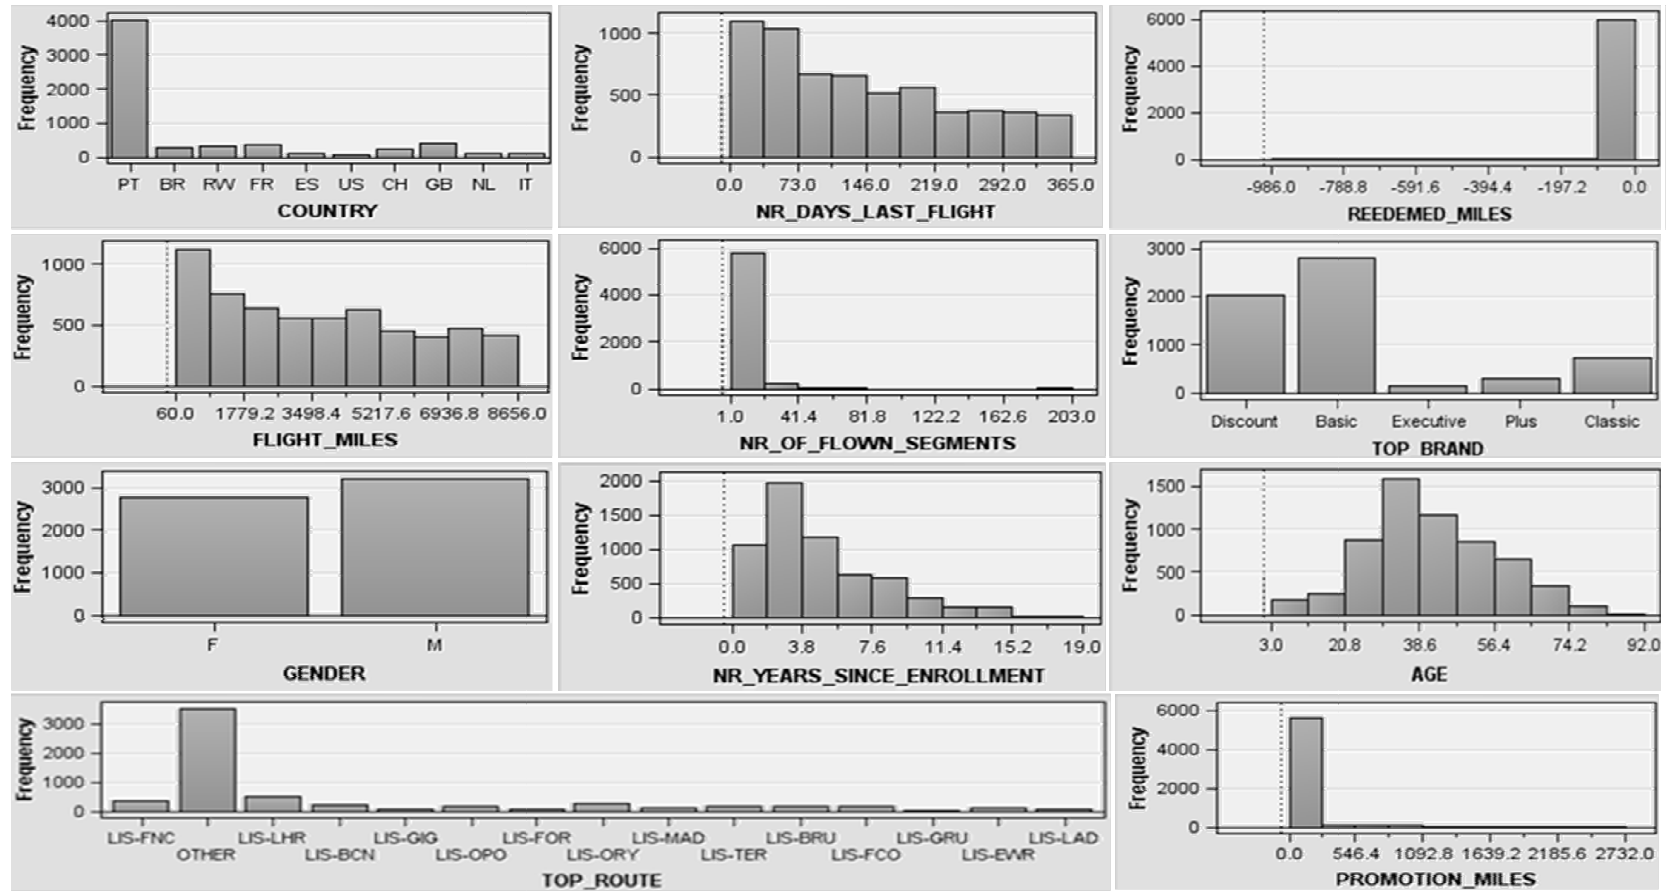 Frequency
4000
3000
2000
1000
0
PT BR RW FR ES US CH GB NL IT
COUNTRY
Frequency
1000
500
0
0.0 73.0 146.0 219.0 292.0 365.0
NR_DAYS_LAST_FLIGHT
Frequency
6000
4000
2000
0
-986.0 -788.8 -591.6 -394.4 -197.2 0.0
REEDEMED_MILES
Frequency
1000
500
0
60.0 1779.2 3498.4 5217.6 6936.8 8656.0
FLIGHT_MILES
Frequency
6000
4000
2000
0
1.0 41.4 81.8 122.2 162.6 203.0
NR_OF_FLOWN_SEGMENTS
Frequency
3000
2000
1000
0
Discount Basic Executive Plus Classic
TOP_BRAND
Frequency
3000
2000
1000
0
F M
GENDER
Frequency
2000
1500
1000
500
0
0.0 3.8 7.6 11.4 15.2 19.0
NR_YEARS_SINCE_ENROLLMENT
Frequency
1500
1000
500
0
3.0 20.8 38.6 56.4 74.2 92.0
AGE
Frequency
3000
2000
1000
0
LIS-FNC LIS-LHR LIS-GIG LIS-FOR LIS-MAD LIS-BRU LIS-GRU LIS-LAD
OTHER LIS-BCN LIS-OPO LIS-ORY LIS-TER LIS-FCO LIS-EWR
TOP_ROUTE
Frequency
6000
4000
2000
0
0.0 546.4 1092.8 1639.2 2185.6 2732.0
PROMOTION_MILES